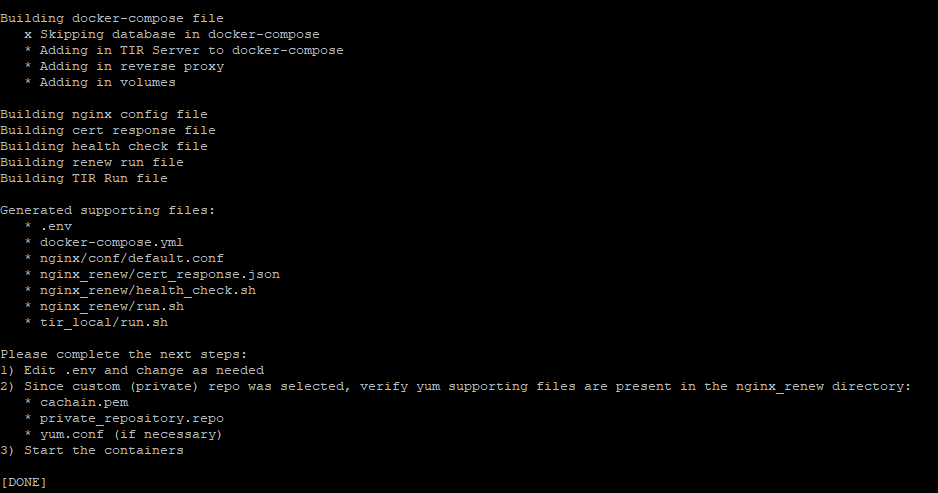 Building docker-compose file
   x Skipping database in docker-compose
   * Adding in TIR Server to docker-compose
   * Adding in reverse proxy
   * Adding in volumes

Building nginx config file
Building cert response file
Building health check file
Building renew run file
Building TIR Run file

Generated supporting files:
   * .env
   * docker-compose.yml
   * nginx/conf/default.conf
   * nginx_renew/cert_response.json
   * nginx_renew/health_check.sh
   * nginx_renew/run.sh
   * tir_local/run.sh

Please complete the next steps:
1) Edit .env and change as needed
2) Since custom (private) repo was selected, verify yum supporting files are present in the nginx_renew directory:
   * cachain.pem
   * private_repository.repo
   * yum.conf (if necessary)
3) Start the containers

[DONE]